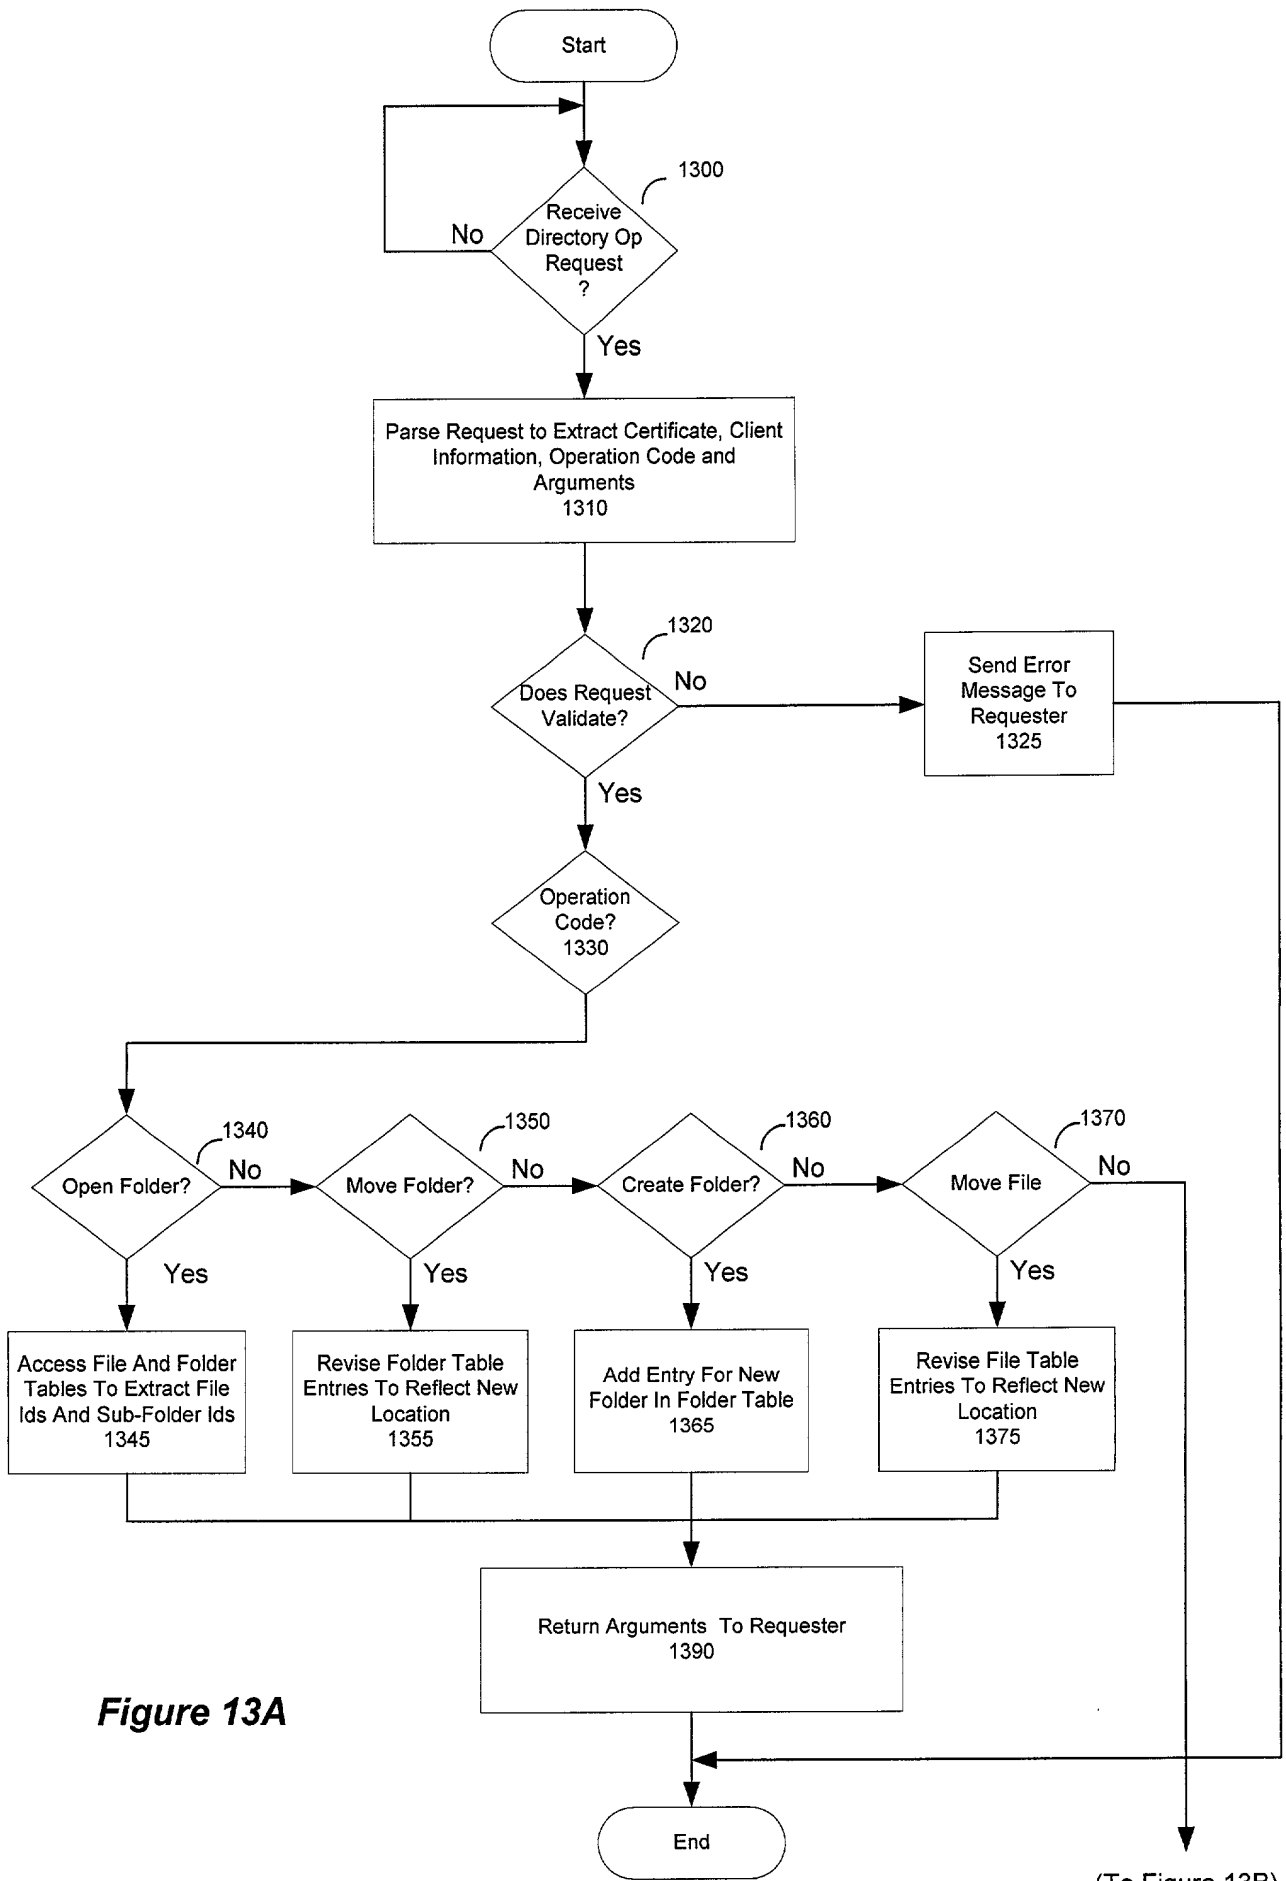 Start
1300
Receive
Directory Op
Request
?
No
Yes
Parse Request to Extract Certificate, Client
Information, Operation Code and
Arguments
1310
1320
Does Request
Validate?
No
Yes
Send Error
Message To
Requester
1325
Operation
Code?
1330
1340
Open Folder?
No
Yes
1350
Move Folder?
No
Yes
1360
Create Folder?
No
Yes
1370
Move File
No
Yes
Access File And Folder
Tables To Extract File
Ids And Sub-Folder Ids
1345
Revise Folder Table
Entries To Reflect New
Location
1355
Add Entry For New
Folder In Folder Table
1365
Revise File Table
Entries To Reflect New
Location
1375
Return Arguments To Requester
1390
Figure 13A
End
(To Figure 13B)